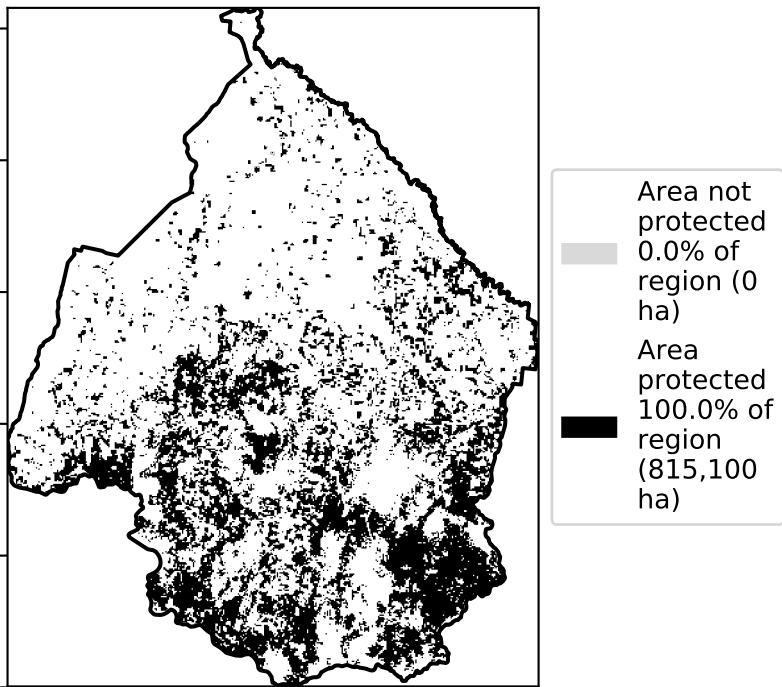 Area not
protected
0.0% of
region (0
ha)
Area
protected
100.0% of
region
(815,100
ha)